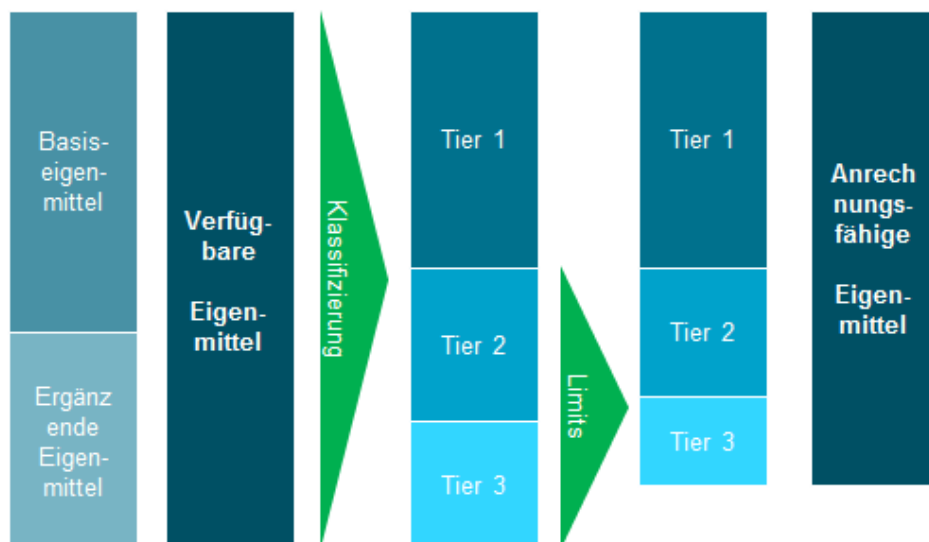 Basis-
eigen-
mittel
Ergänz
ende
Eigen-
mittel
Verfüg-
bare
Eigen-
mittel
Klassifizierung
Tier 1
Tier 2
Tier 3
Limits
Tier 1
Tier 2
Tier 3
Anrech
nungs-
fähige
Eigen-
mittel